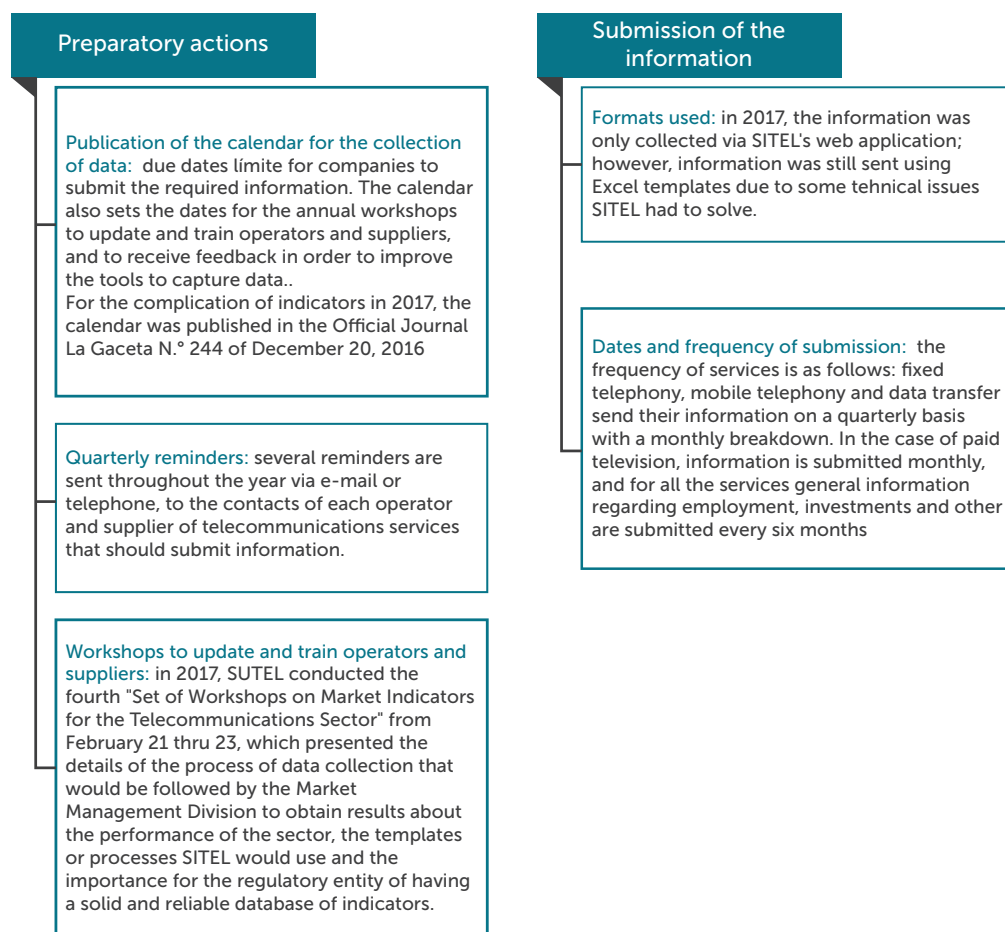 Preparatory actions
Publication of the calendar for the collection
of data: due dates límite for companies to
submit the required information. The calendar
also sets the dates for the annual workshops
to update and train operators and suppliers,
and to receive feedback in order to improve
the tools to capture data..
For the complication of indicators in 2017, the
calendar was published in the Official Journal
La Gaceta N.° 244 of December 20, 2016
Quarterly reminders: several reminders are
sent throughout the year via e-mail or
telephone, to the contacts of each operator
and supplier of telecommunications services
that should submit information.
Workshops to update and train operators and
suppliers: in 2017, SUTEL conducted the
fourth "Set of Workshops on Market Indicators
for the Telecommunications Sector" from
February 21 thru 23, which presented the
details of the process of data collection that
would be followed by the Market
Management Division to obtain results about
the performance of the sector, the templates
or processes SITEL would use and the
importance for the regulatory entity of having
a solid and reliable database of indicators.
Submission of the
information
Formats used: in 2017, the information was
only collected via SITEL's web application;
however, information was still sent using
Excel templates due to some tehnical issues
SITEL had to solve.
Dates and frequency of submission: the
frequency of services is as follows: fixed
telephony, mobile telephony and data transfer
send their information on a quarterly basis
with a monthly breakdown. In the case of paid
television, information is submitted monthly,
and for all the services general information
regarding employment, investments and other
are submitted every six months